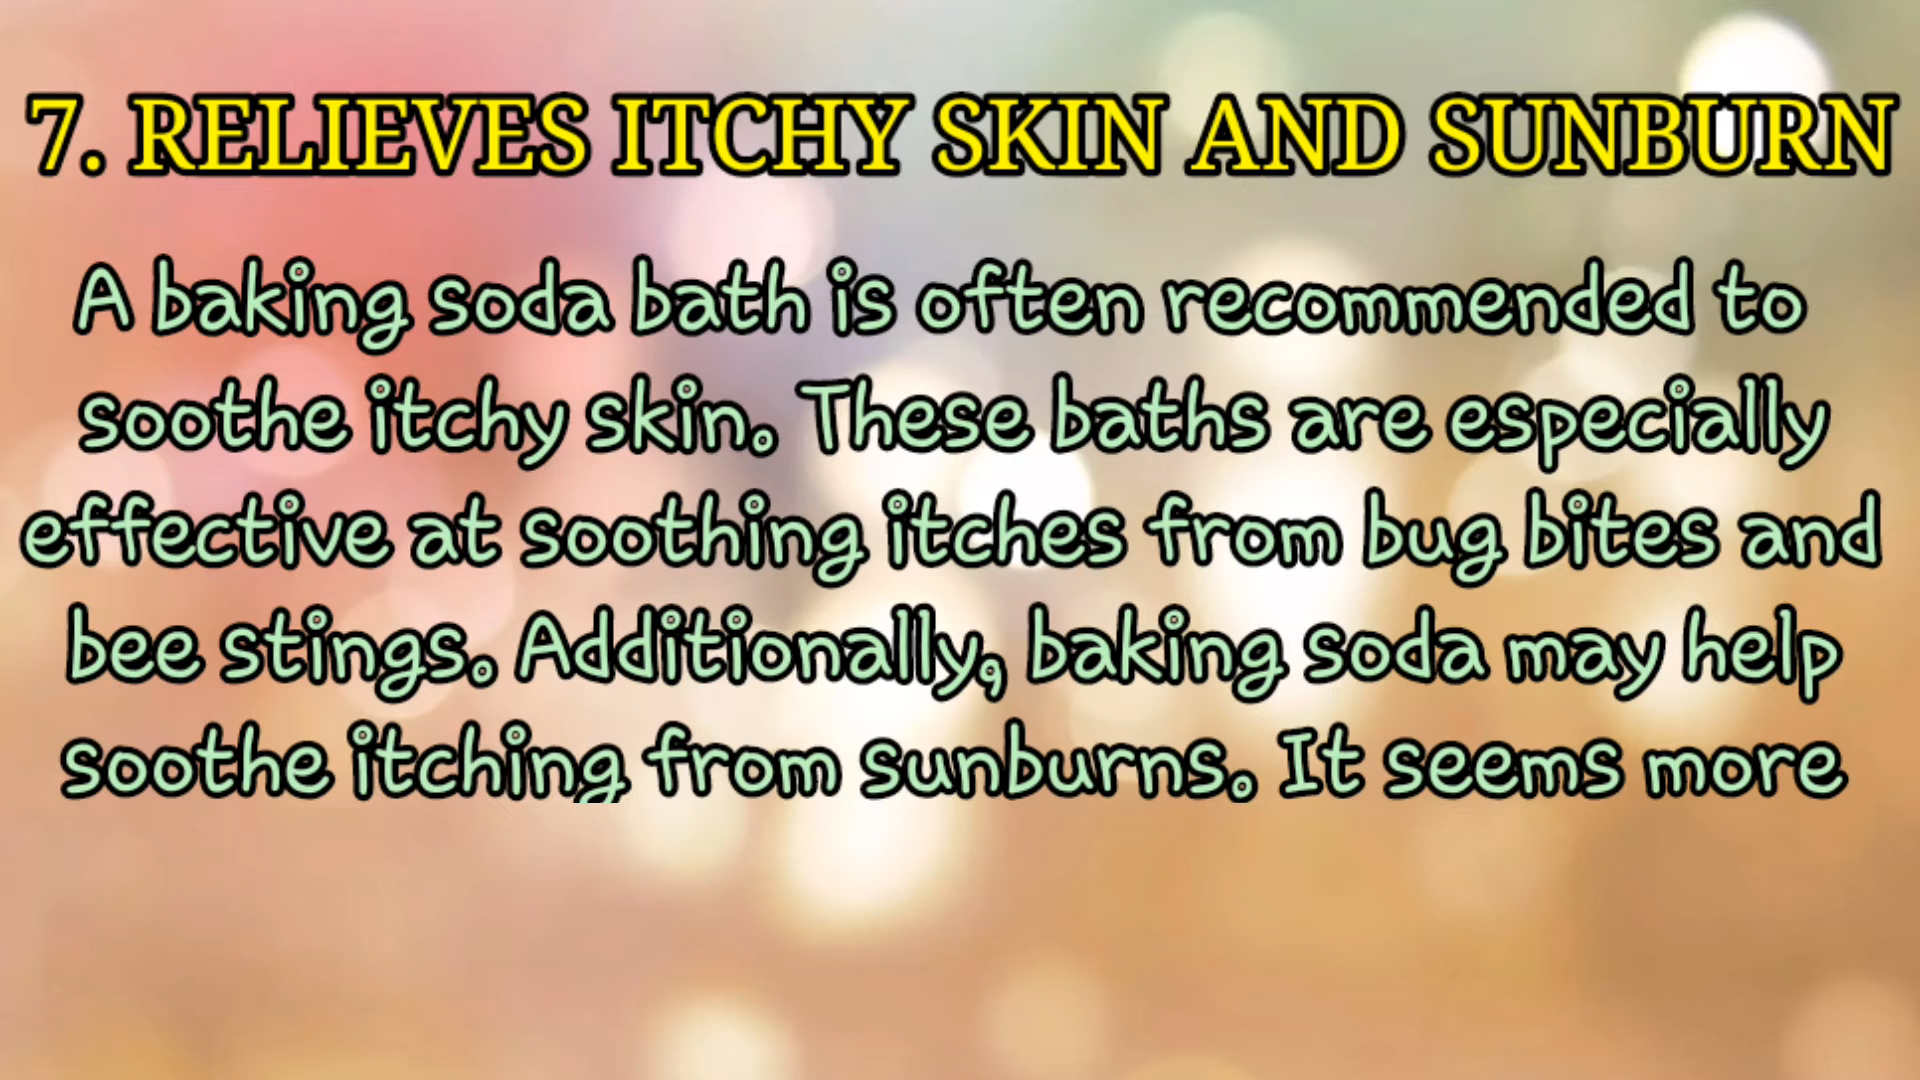 7. RELIEVES ITCHY SKIN AND SUNBURN
A baking soda bath is often recommended to
soothe itchy skin. These baths are especially
effective at soothing itches from bug bites and
bee stings. Additionally, baking soda may help
soothe itching from sunburns. It seems more